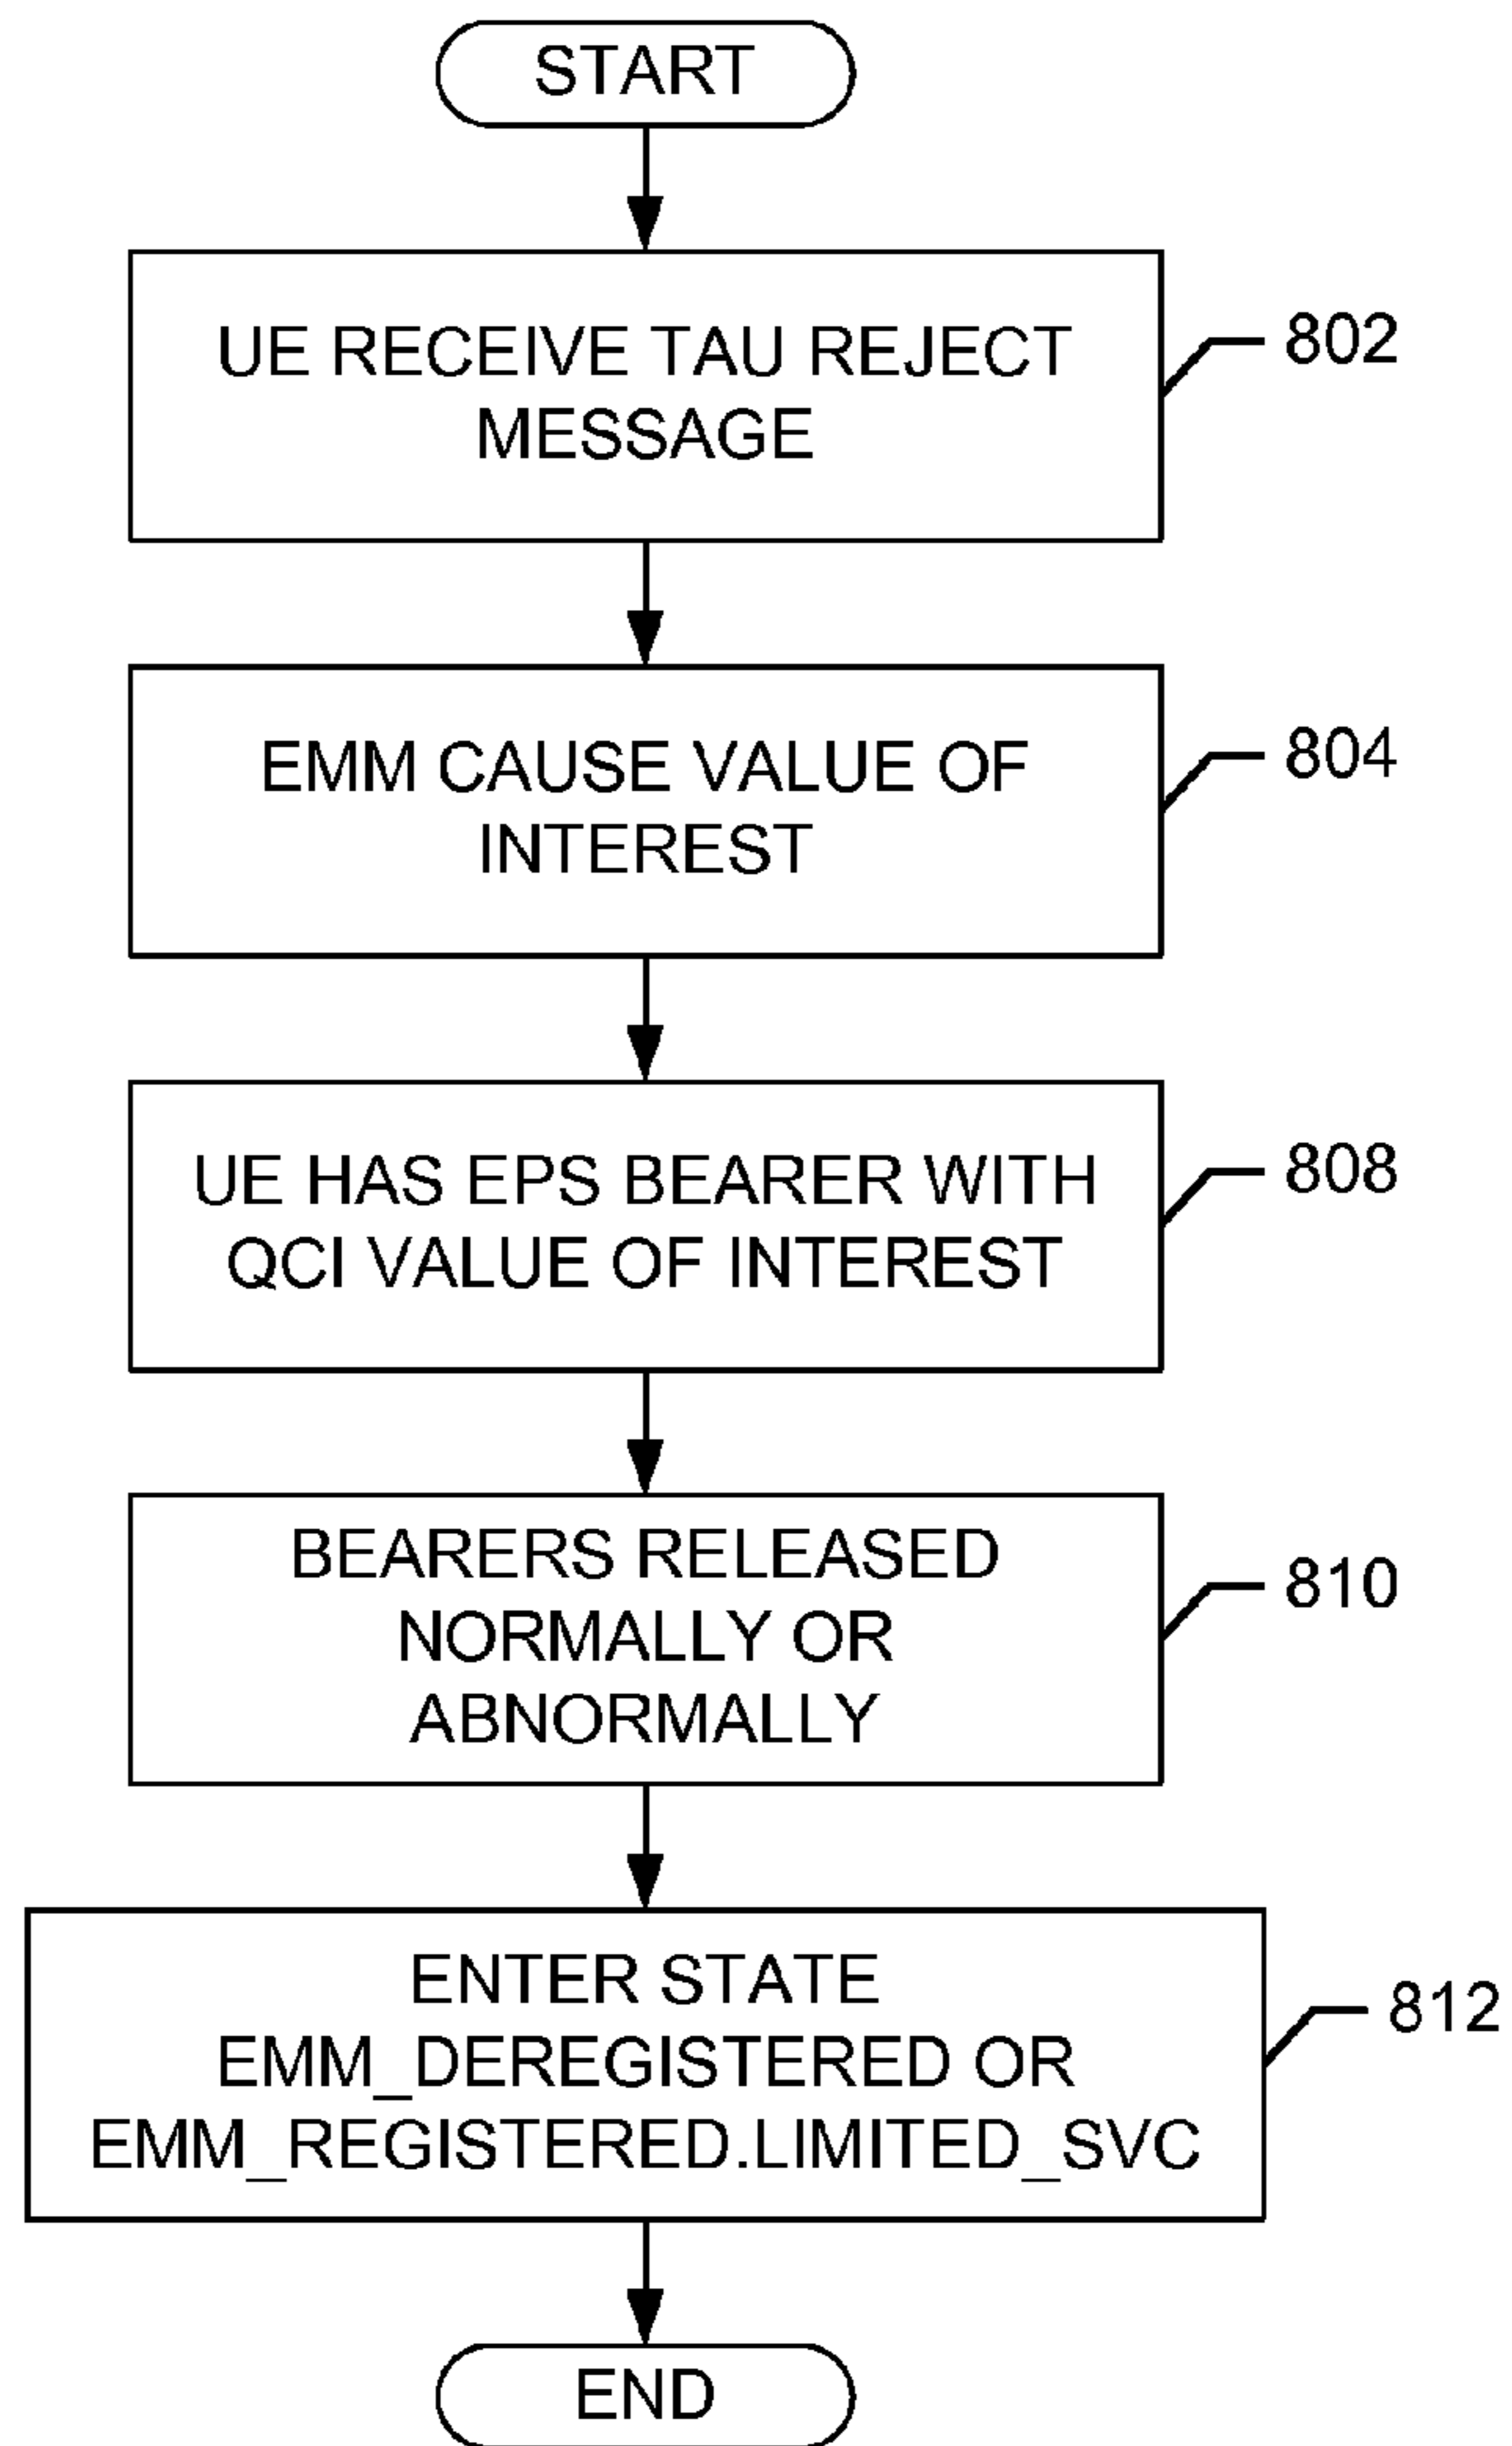 START
UE RECEIVE TAU REJECT
MESSAGE
802
EMM CAUSE VALUE OF
INTEREST
804
UE HAS EPS BEARER WITH
QCI VALUE OF INTEREST
808
BEARERS RELEASED
NORMALLY OR
ABNORMALLY
810
ENTER STATE
EMM_DEREGISTERED OR
EMM_REGISTERED.LIMITED_SVC
812
END